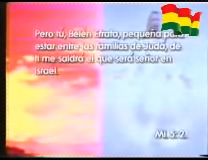 Pero tú, Belén Efrata, pequeña para
estar entre las familias de Judá, de
ti me saldrá el que será señor en
Israel.
Mi. 5:2.